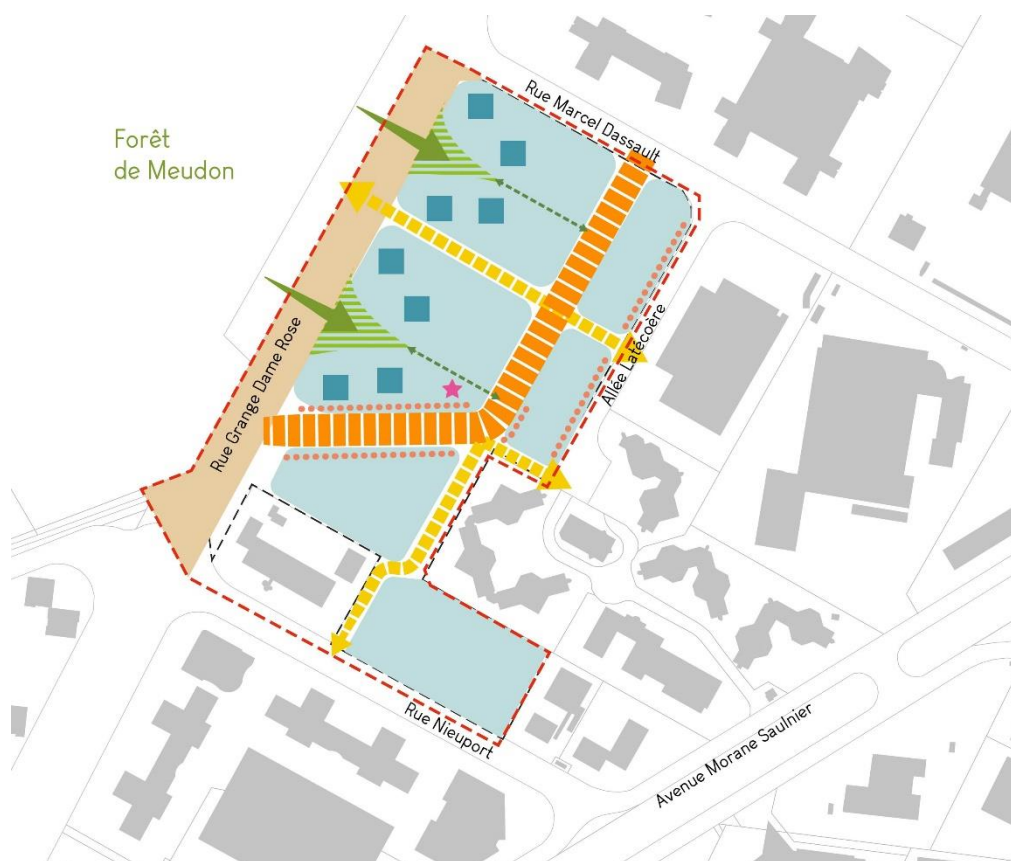 Rue Marcel Dassault
Forêt
de Meudon
Allée Latécoère
Rue Grange Dame Rose
Rue Nieuport
Avenue Morane Saulnier